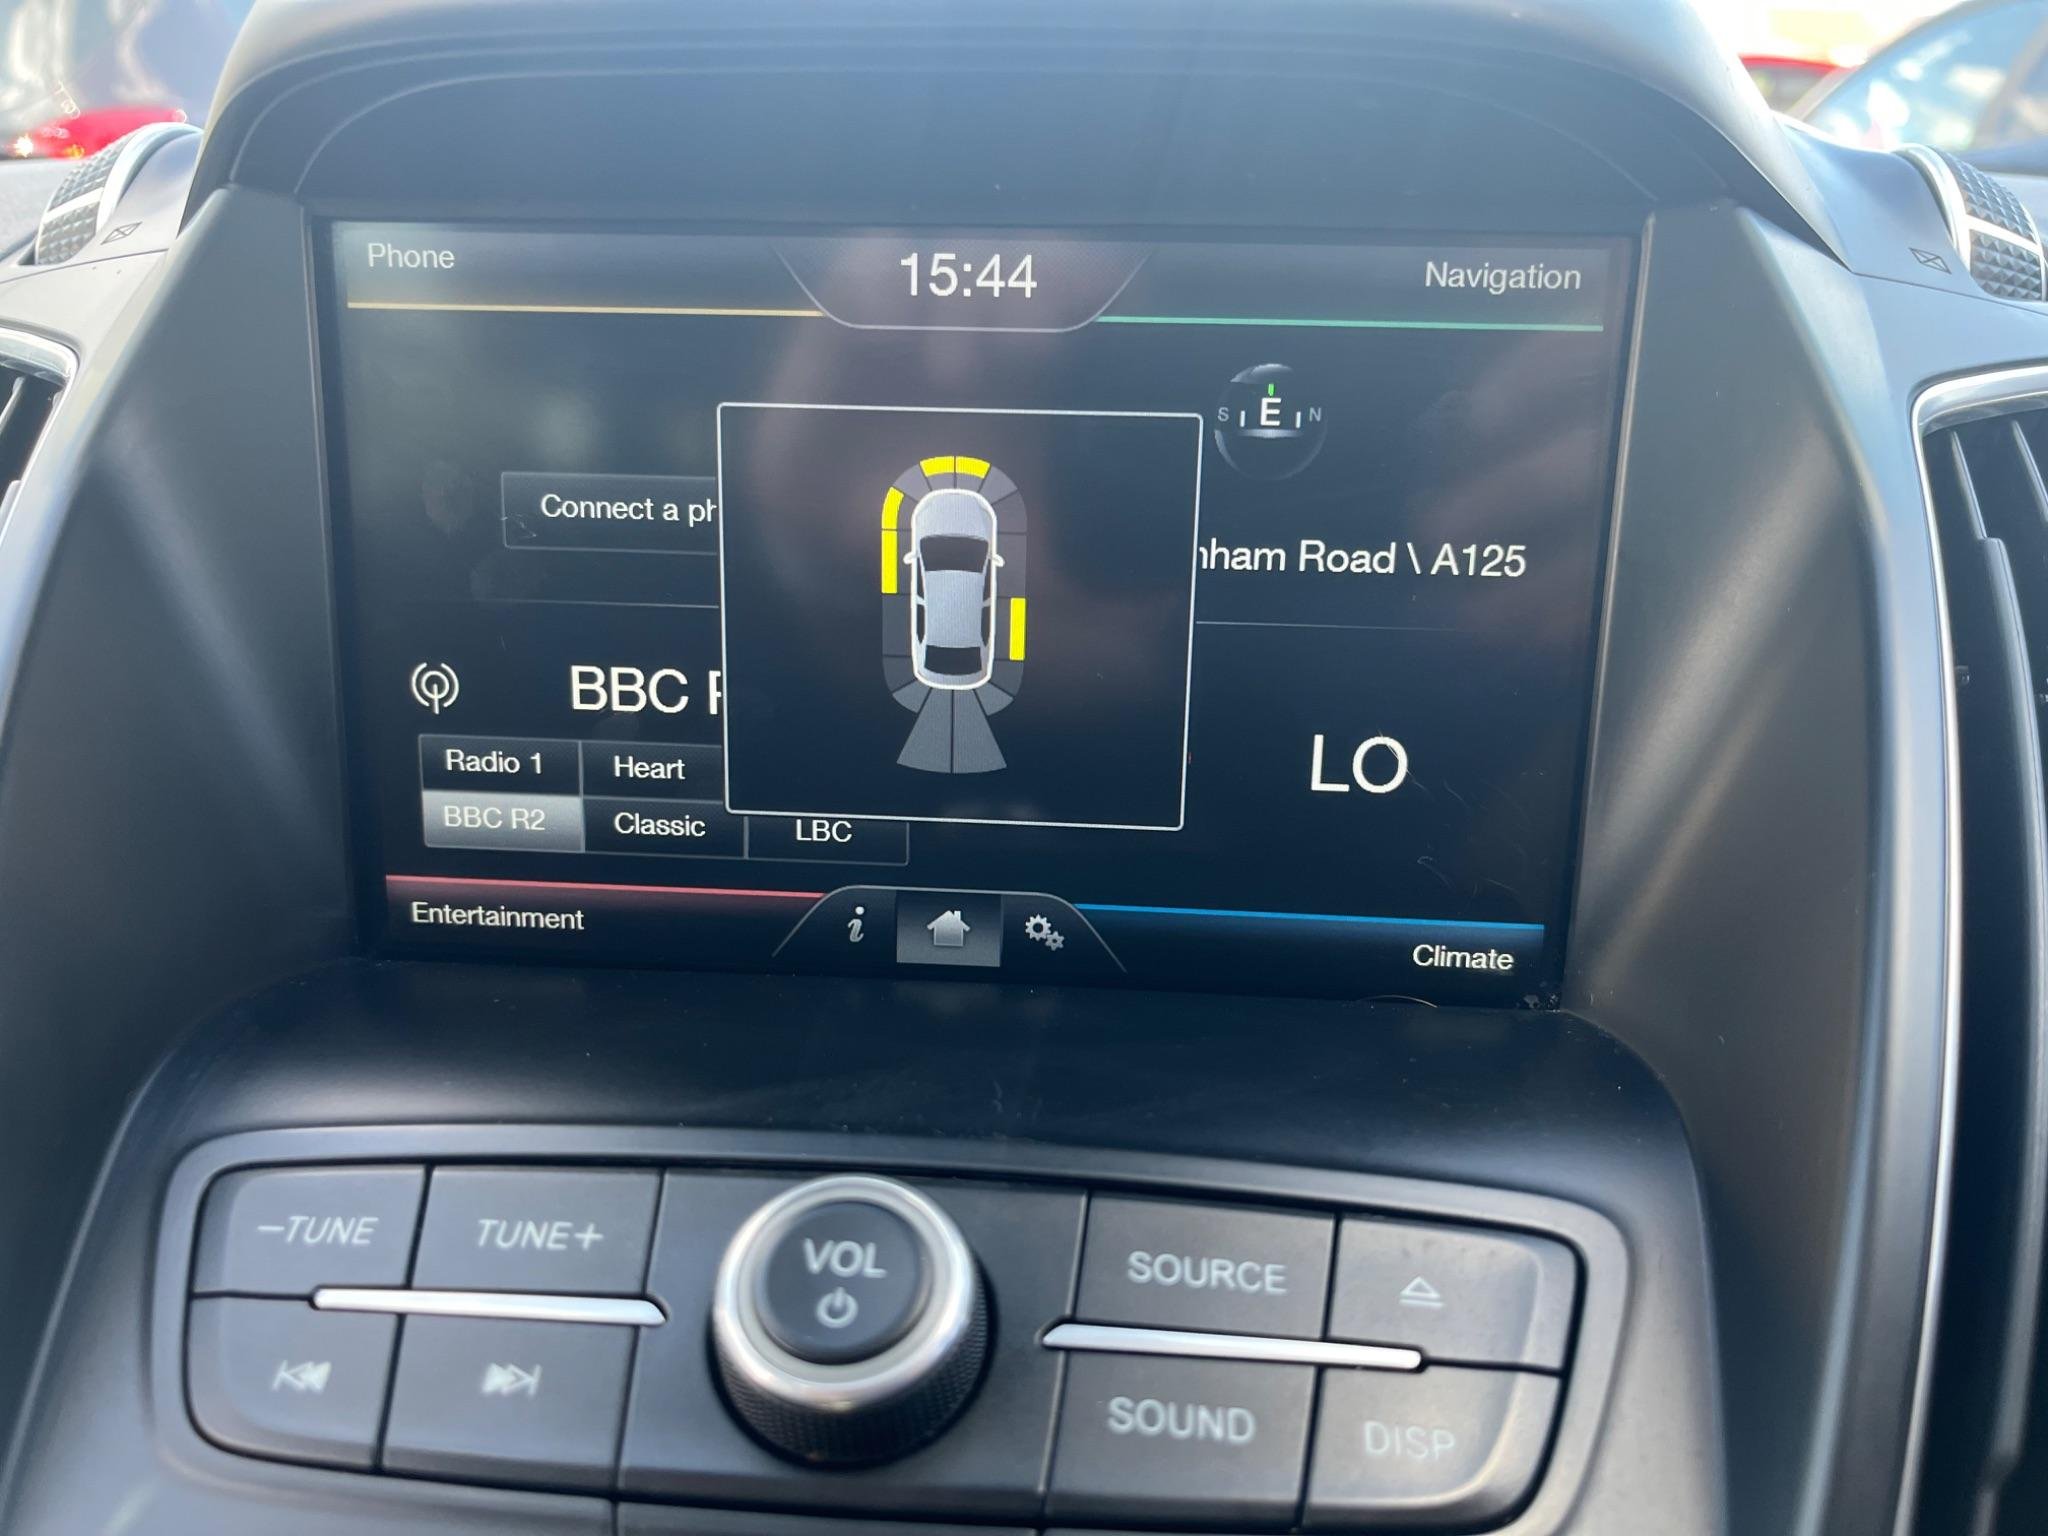 Phone
15:44
Navigation
S E N
Connect a ph
nham Road \ A125
BBC R
Radio 1
Heart
BBC R2
Classic
LBC
LO
Entertainment
i
Climate
–TUNE
TUNE+
VOL
SOURCE
SOUND
DISP